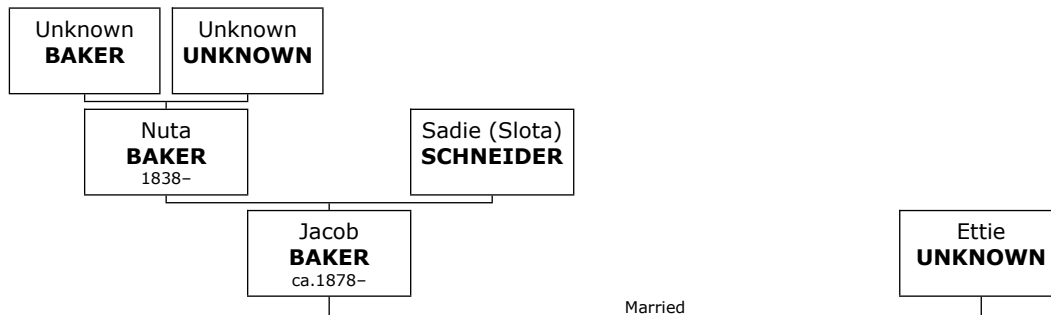 Unknown
BAKER
Unknown
UNKNOWN
Nuta
BAKER
1838–
Sadie (Slota)
SCHNEIDER
Jacob
BAKER
ca.1878–
Ettie
UNKNOWN
Married